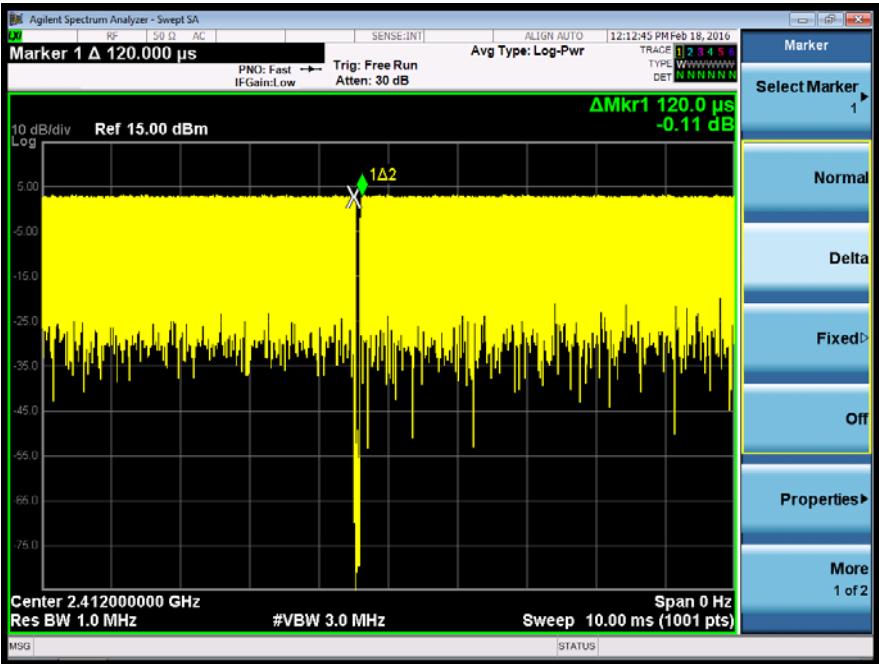 Agilent Spectrum Analyzer - Swept SA
LXI RF 50 Ω AC SENSE:INT ALIGN AUTO 12:12:45 PM Feb 18, 2016
Marker 1 Δ 120.000 µs
PNO: Fast
IFGain:Low
Trig: Free Run
Atten: 30 dB
Avg Type: Log-Pwr
TRACE 1 2 3 4 5 6
TYPE WWWWWW
DET N N N N N N
ΔMkr1 120.0 µs
-0.11 dB
10 dB/div Ref 15.00 dBm
Log
1Δ2
5.00
-5.00
-15.0
-25.0
-35.0
-45.0
-55.0
-65.0
-75.0
Center 2.412000000 GHz Span 0 Hz
Res BW 1.0 MHz #VBW 3.0 MHz Sweep 10.00 ms (1001 pts)
MSG STATUS
Marker
Select Marker
1
Normal
Delta
Fixed
Off
Properties
More
1 of 2